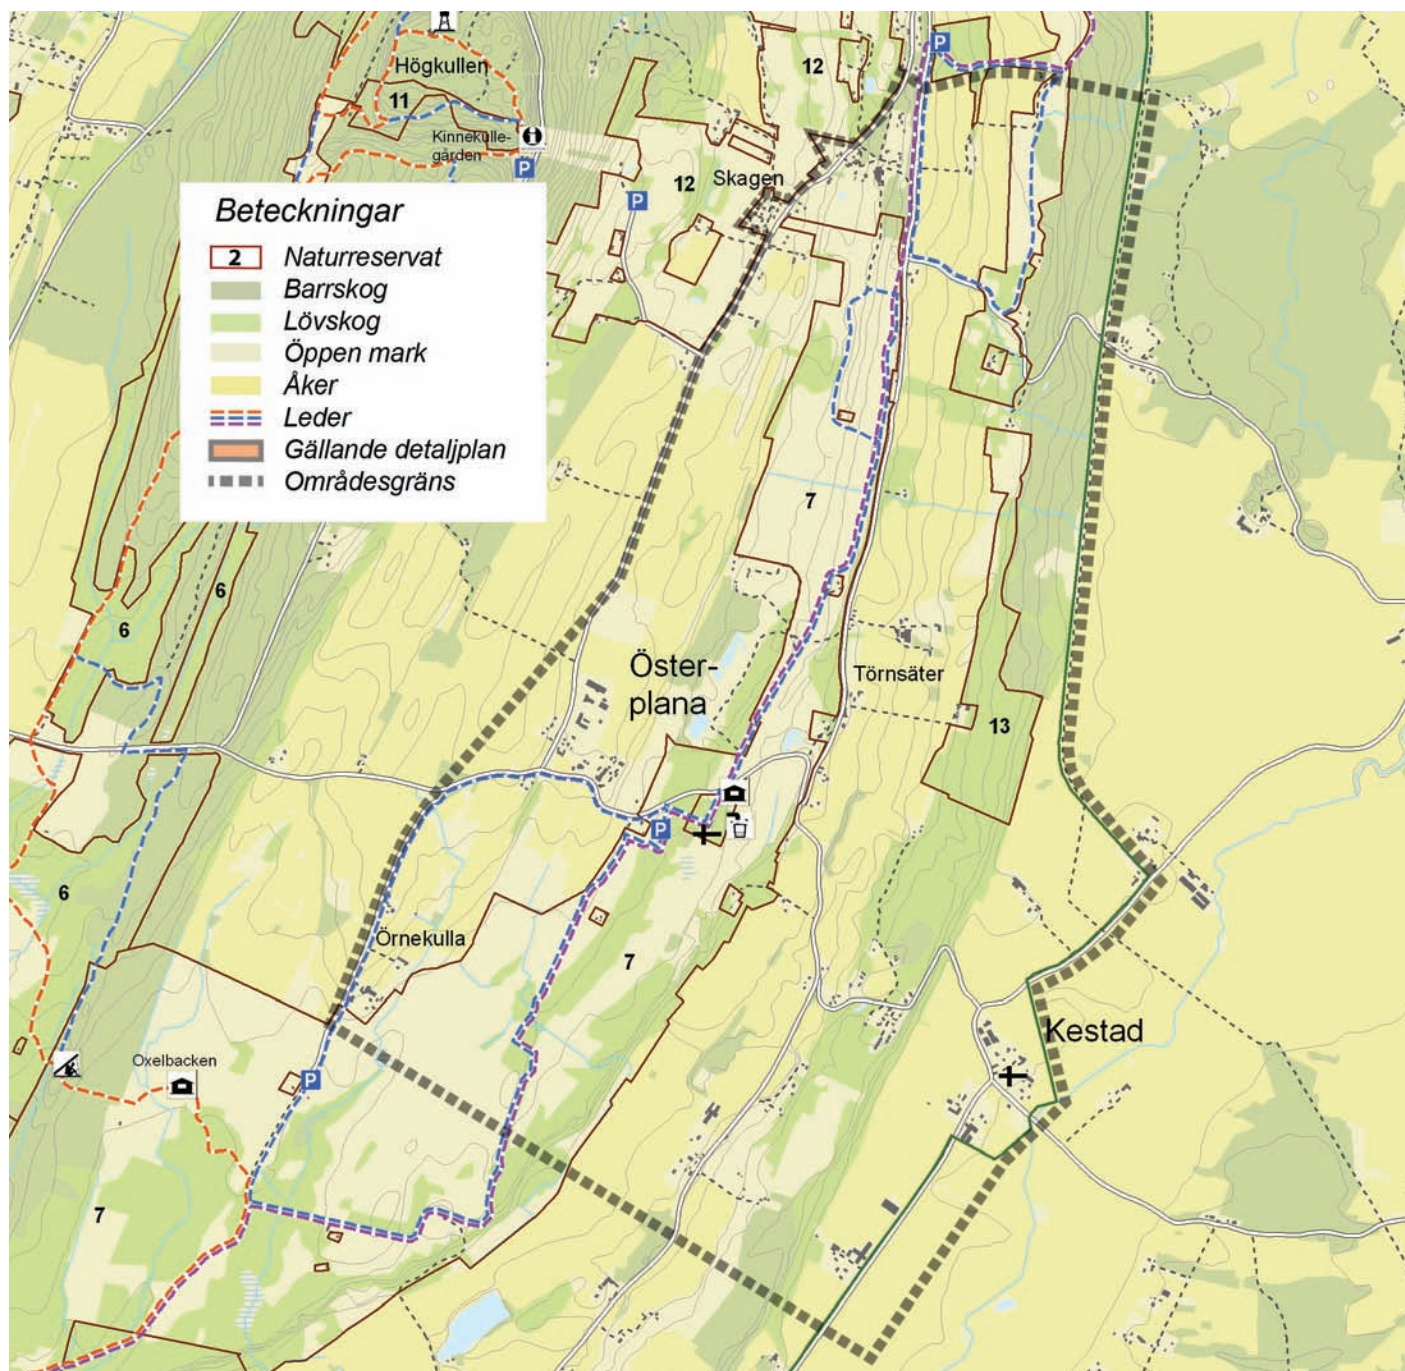 Högkullen
11
Kinnekulle-
gården
P
12
P
12
Skagen
P
Beteckningar
2 Naturreservat
Barrskog
Lövskog
Öppen mark
Åker
Leder
Gällande detaljplan
Områdesgräns
7
6
6
Öster-
plana
Törnsäter
13
P
6
Örnekulla
7
Kestad
Oxelbacken
P
7